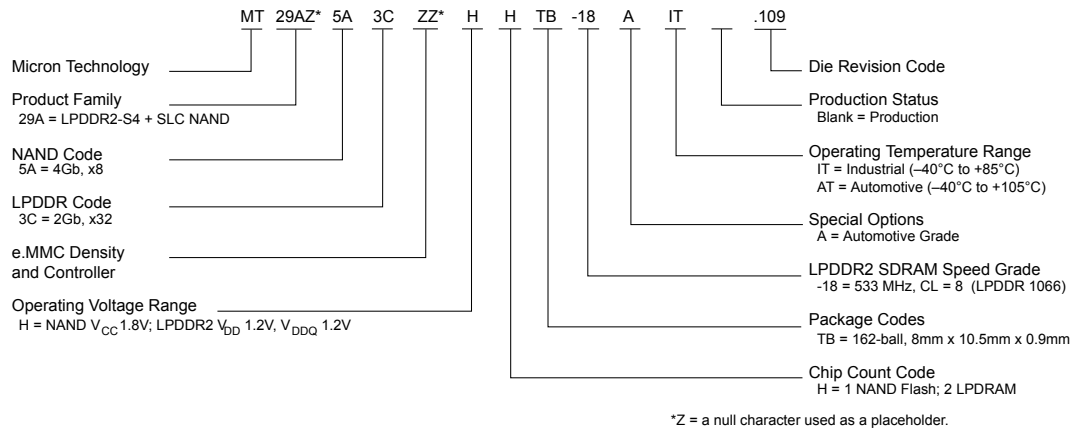 MT 29AZ* 5A 3C ZZ* H H TB -18 A IT .109
Micron Technology
Product Family
29A = LPDDR2-S4 + SLC NAND
NAND Code
5A = 4Gb, x8
LPDDR Code
3C = 2Gb, x32
e.MMC Density
and Controller
Operating Voltage Range
H = NAND VCC 1.8V; LPDDR2 VDD 1.2V, VDDQ 1.2V
Die Revision Code
Production Status
Blank = Production
Operating Temperature Range
IT = Industrial (–40°C to +85°C)
AT = Automotive (–40°C to +105°C)
Special Options
A = Automotive Grade
LPDDR2 SDRAM Speed Grade
-18 = 533 MHz, CL = 8 (LPDDR 1066)
Package Codes
TB = 162-ball, 8mm x 10.5mm x 0.9mm
Chip Count Code
H = 1 NAND Flash; 2 LPDRAM
*Z = a null character used as a placeholder.